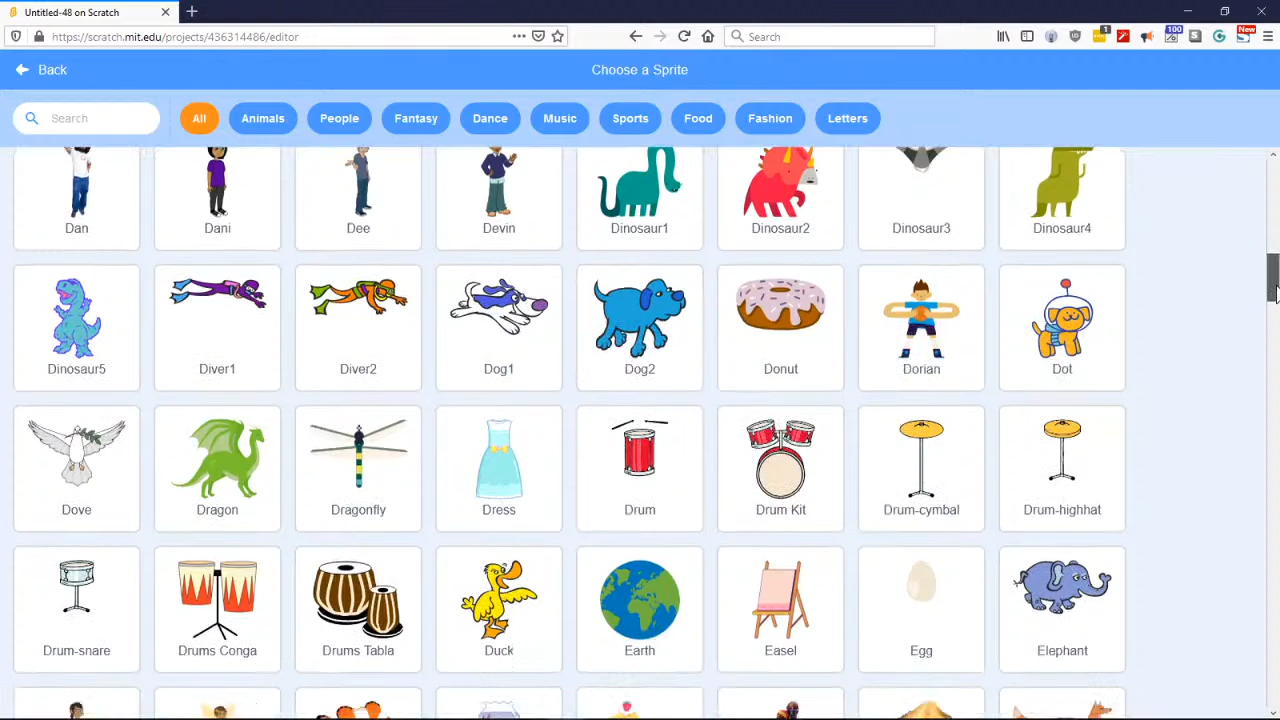 Untitled-48 on Scratch
https://scratch.mit.edu/projects/436314486/editor
Search
1
100
New
Back
Choose a Sprite
Search
All
Animals
People
Fantasy
Dance
Music
Sports
Food
Fashion
Letters
Dan
Dani
Dee
Devin
Dinosaur1
Dinosaur2
Dinosaur3
Dinosaur4
Dinosaur5
Diver1
Diver2
Dog1
Dog2
Donut
Dorian
Dot
Dove
Dragon
Dragonfly
Dress
Drum
Drum Kit
Drum-cymbal
Drum-highhat
Drum-snare
Drums Conga
Drums Tabla
Duck
Earth
Easel
Egg
Elephant